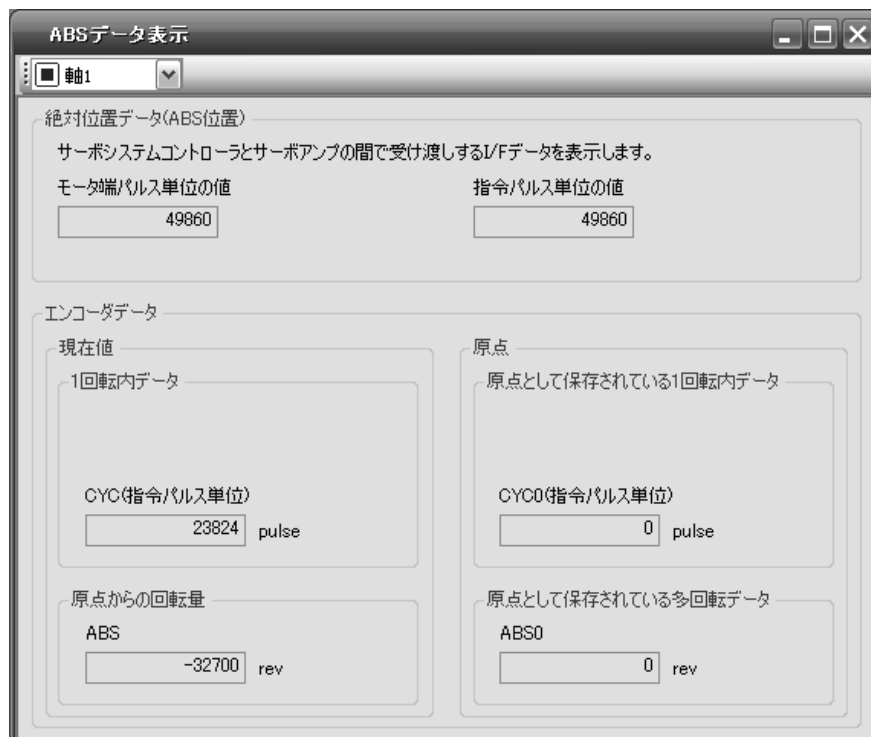 ABSデータ表示
軸1
絶対位置データ(ABS位置)
サーボシステムコントローラとサーボアンプの間で受け渡しするI/Fデータを表示します。
モータ端パルス単位の値
指令パルス単位の値
49860
49860
エンコーダデータ
現在値
原点
1回転内データ
原点として保存されている1回転内データ
CYC(指令パルス単位)
CYC0(指令パルス単位)
23824 pulse
0 pulse
原点からの回転量
原点として保存されている多回転データ
ABS
ABS0
-32700 rev
0 rev